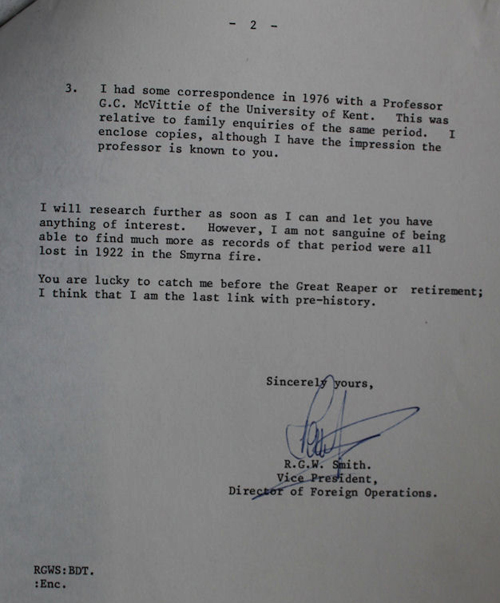 - 2 -
3. I had some correspondence in 1976 with a Professor
G.C. McVittie of the University of Kent. This was
relative to family enquiries of the same period. I
enclose copies, although I have the impression the
professor is known to you.
I will research further as soon as I can and let you have
anything of interest. However, I am not sanguine of being
able to find much more as records of that period were all
lost in 1922 in the Smyrna fire.
You are lucky to catch me before the Great Reaper or retirement;
I think that I am the last link with pre-history.
Sincerely yours,
R.G.W. Smith.
Vice President,
Director of Foreign Operations.
RGWS:BDT.
:Enc.